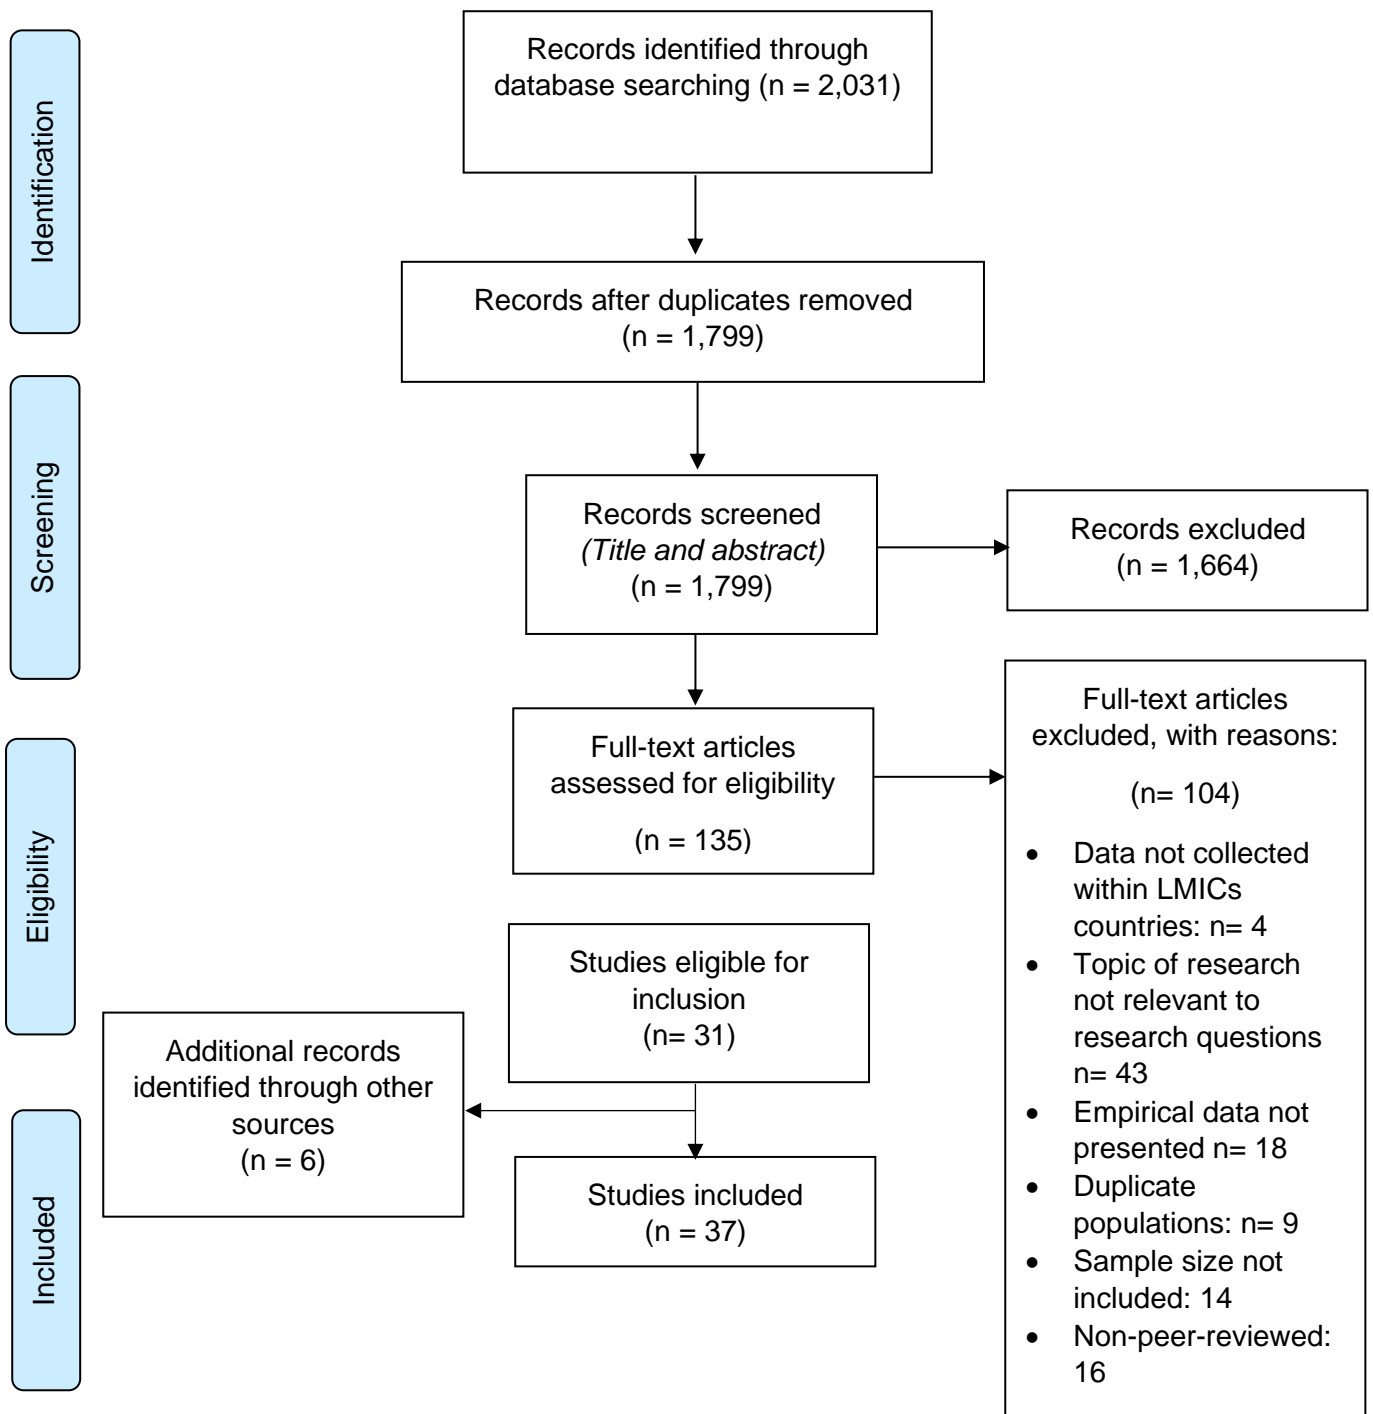 Identification
Records identified through
database searching (n = 2,031)
Records after duplicates removed
(n = 1,799)
Screening
Records screened
(Title and abstract)
(n = 1,799)
Records excluded
(n = 1,664)
Eligibility
Full-text articles
assessed for eligibility
(n = 135)
Full-text articles
excluded, with reasons:
(n= 104)
• Data not collected
within LMICs
countries: n= 4
• Topic of research
not relevant to
research questions
n= 43
• Empirical data not
presented n= 18
• Duplicate
populations: n= 9
• Sample size not
included: 14
• Non-peer-reviewed:
16
Studies eligible for
inclusion
(n= 31)
Additional records
identified through other
sources
(n = 6)
Included
Studies included
(n = 37)